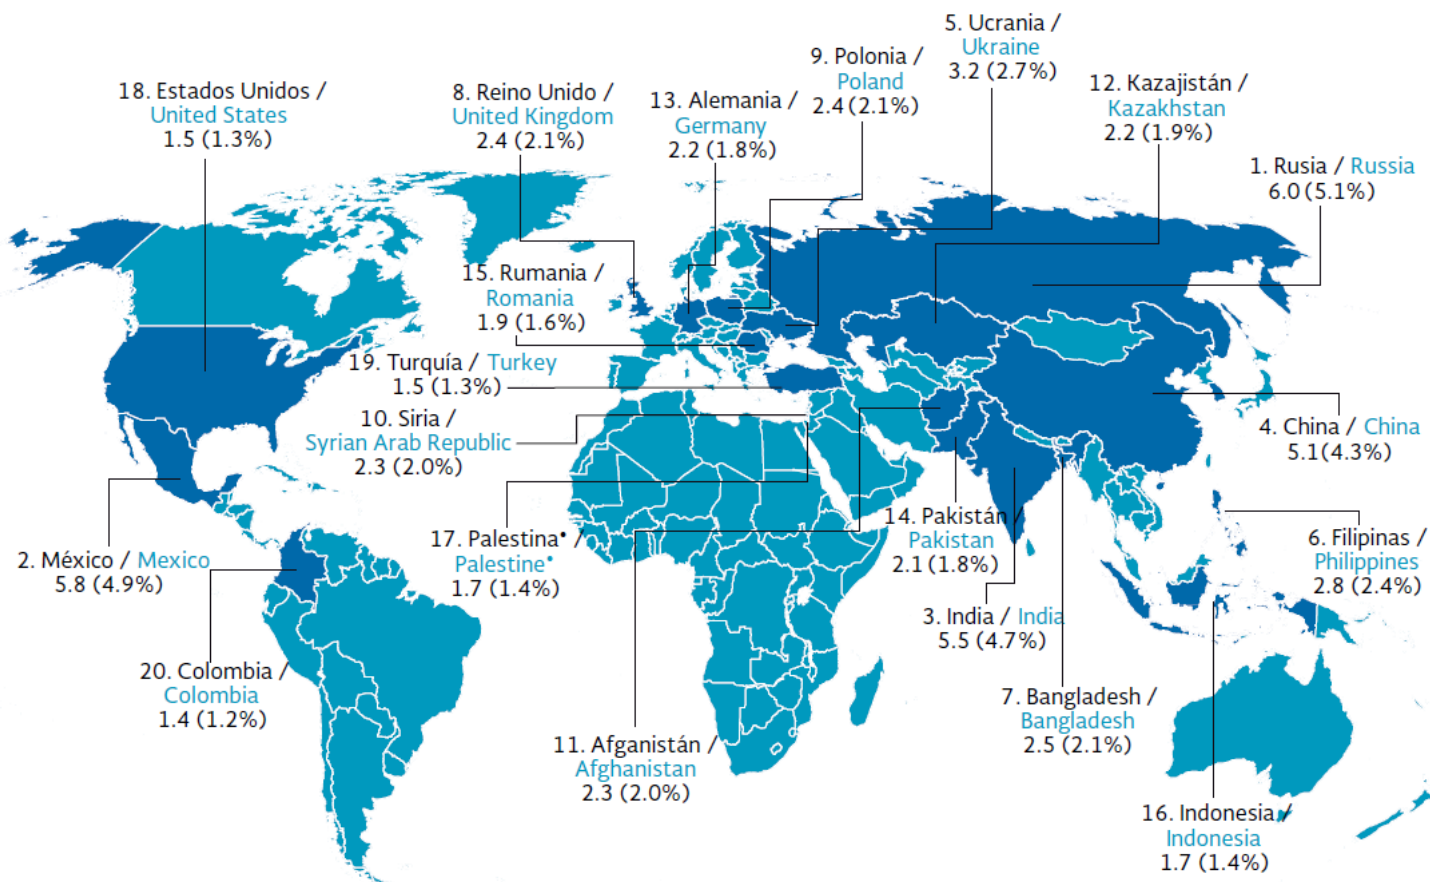 5. Ucrania /
Ukraine
3.2 (2.7%)
9. Polonia /
Poland
2.4 (2.1%)
12. Kazajistán /
Kazakhstan
2.2 (1.9%)
18. Estados Unidos /
United States
1.5 (1.3%)
8. Reino Unido /
United Kingdom
2.4 (2.1%)
13. Alemania /
Germany
2.2 (1.8%)
1. Rusia / Russia
6.0 (5.1%)
15. Rumania /
Romania
1.9 (1.6%)
19. Turquía / Turkey
1.5 (1.3%)
10. Siria /
Syrian Arab Republic
2.3 (2.0%)
4. China / China
5.1(4.3%)
2. México / Mexico
5.8 (4.9%)
17. Palestina• /
Palestine•
1.7 (1.4%)
14. Pakistán /
Pakistan
2.1 (1.8%)
6. Filipinas /
Philippines
2.8 (2.4%)
3. India / India
5.5 (4.7%)
20. Colombia /
Colombia
1.4 (1.2%)
7. Bangladesh /
Bangladesh
2.5 (2.1%)
11. Afganistán /
Afghanistan
2.3 (2.0%)
16. Indonesia /
Indonesia
1.7 (1.4%)